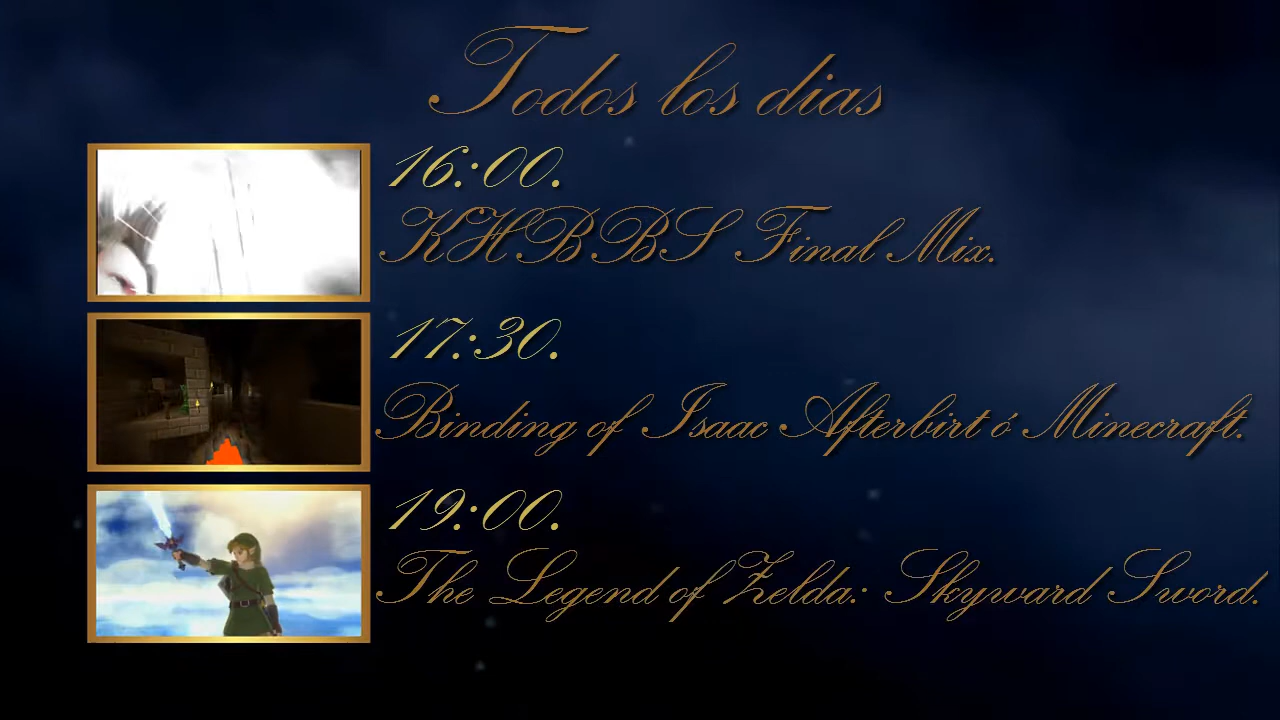 Todos los dias
16:00.
KHBBS Final Mix.
17:30.
Binding of Isaac Afterbirt ó Minecraft.
19:00.
The Legend of Zelda: Skyward Sword.